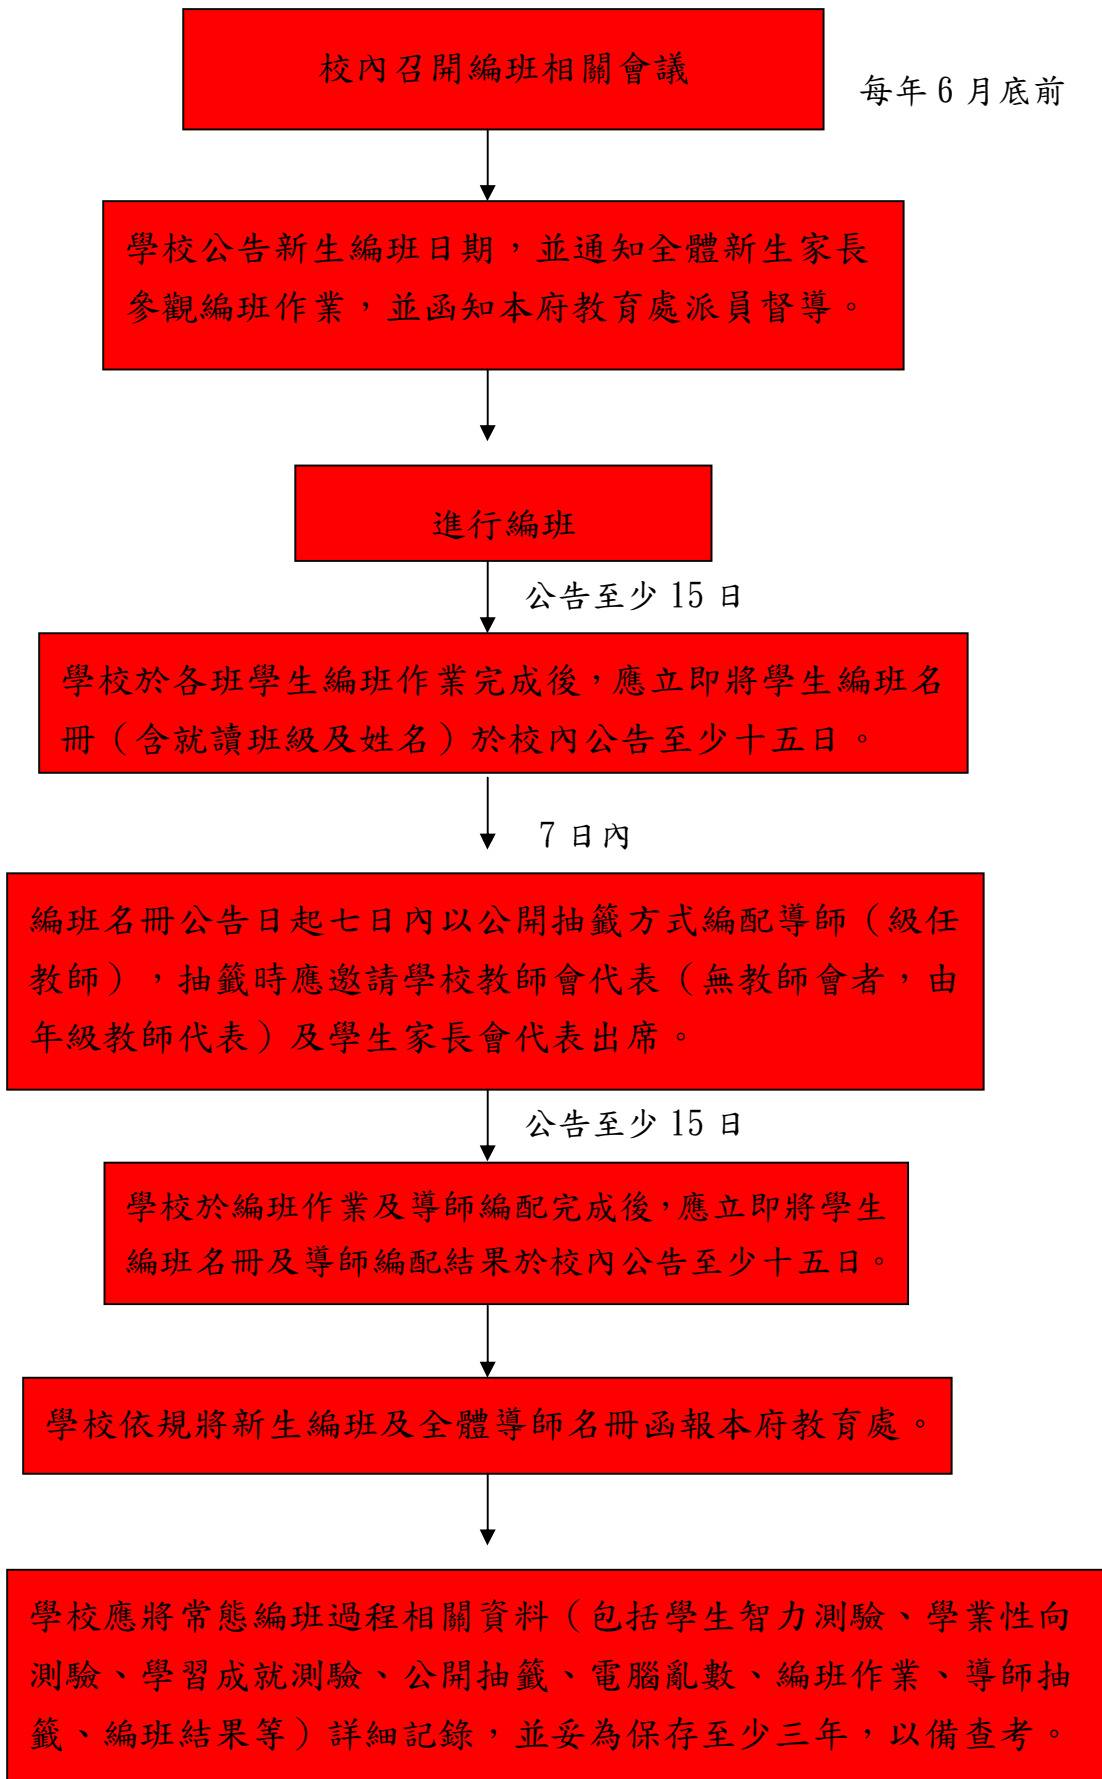 校內召開編班相關會議
每年 6 月底前
學校公告新生編班日期，並通知全體新生家長
參觀編班作業，並函知本府教育處派員督導。
進行編班
公告至少 15 日
學校於各班學生編班作業完成後，應立即將學生編班名
冊（含就讀班級及姓名）於校內公告至少十五日。
7 日內
編班名冊公告日起七日內以公開抽籤方式編配導師（級任
教師），抽籤時應邀請學校教師會代表（無教師會者，由
年級教師代表）及學生家長會代表出席。
公告至少 15 日
學校於編班作業及導師編配完成後，應立即將學生
編班名冊及導師編配結果於校內公告至少十五日。
學校依規將新生編班及全體導師名冊函報本府教育處。
學校應將常態編班過程相關資料（包括學生智力測驗、學業性向
測驗、學習成就測驗、公開抽籤、電腦亂數、編班作業、導師抽
籤、編班結果等）詳細記錄，並妥為保存至少三年，以備查考。